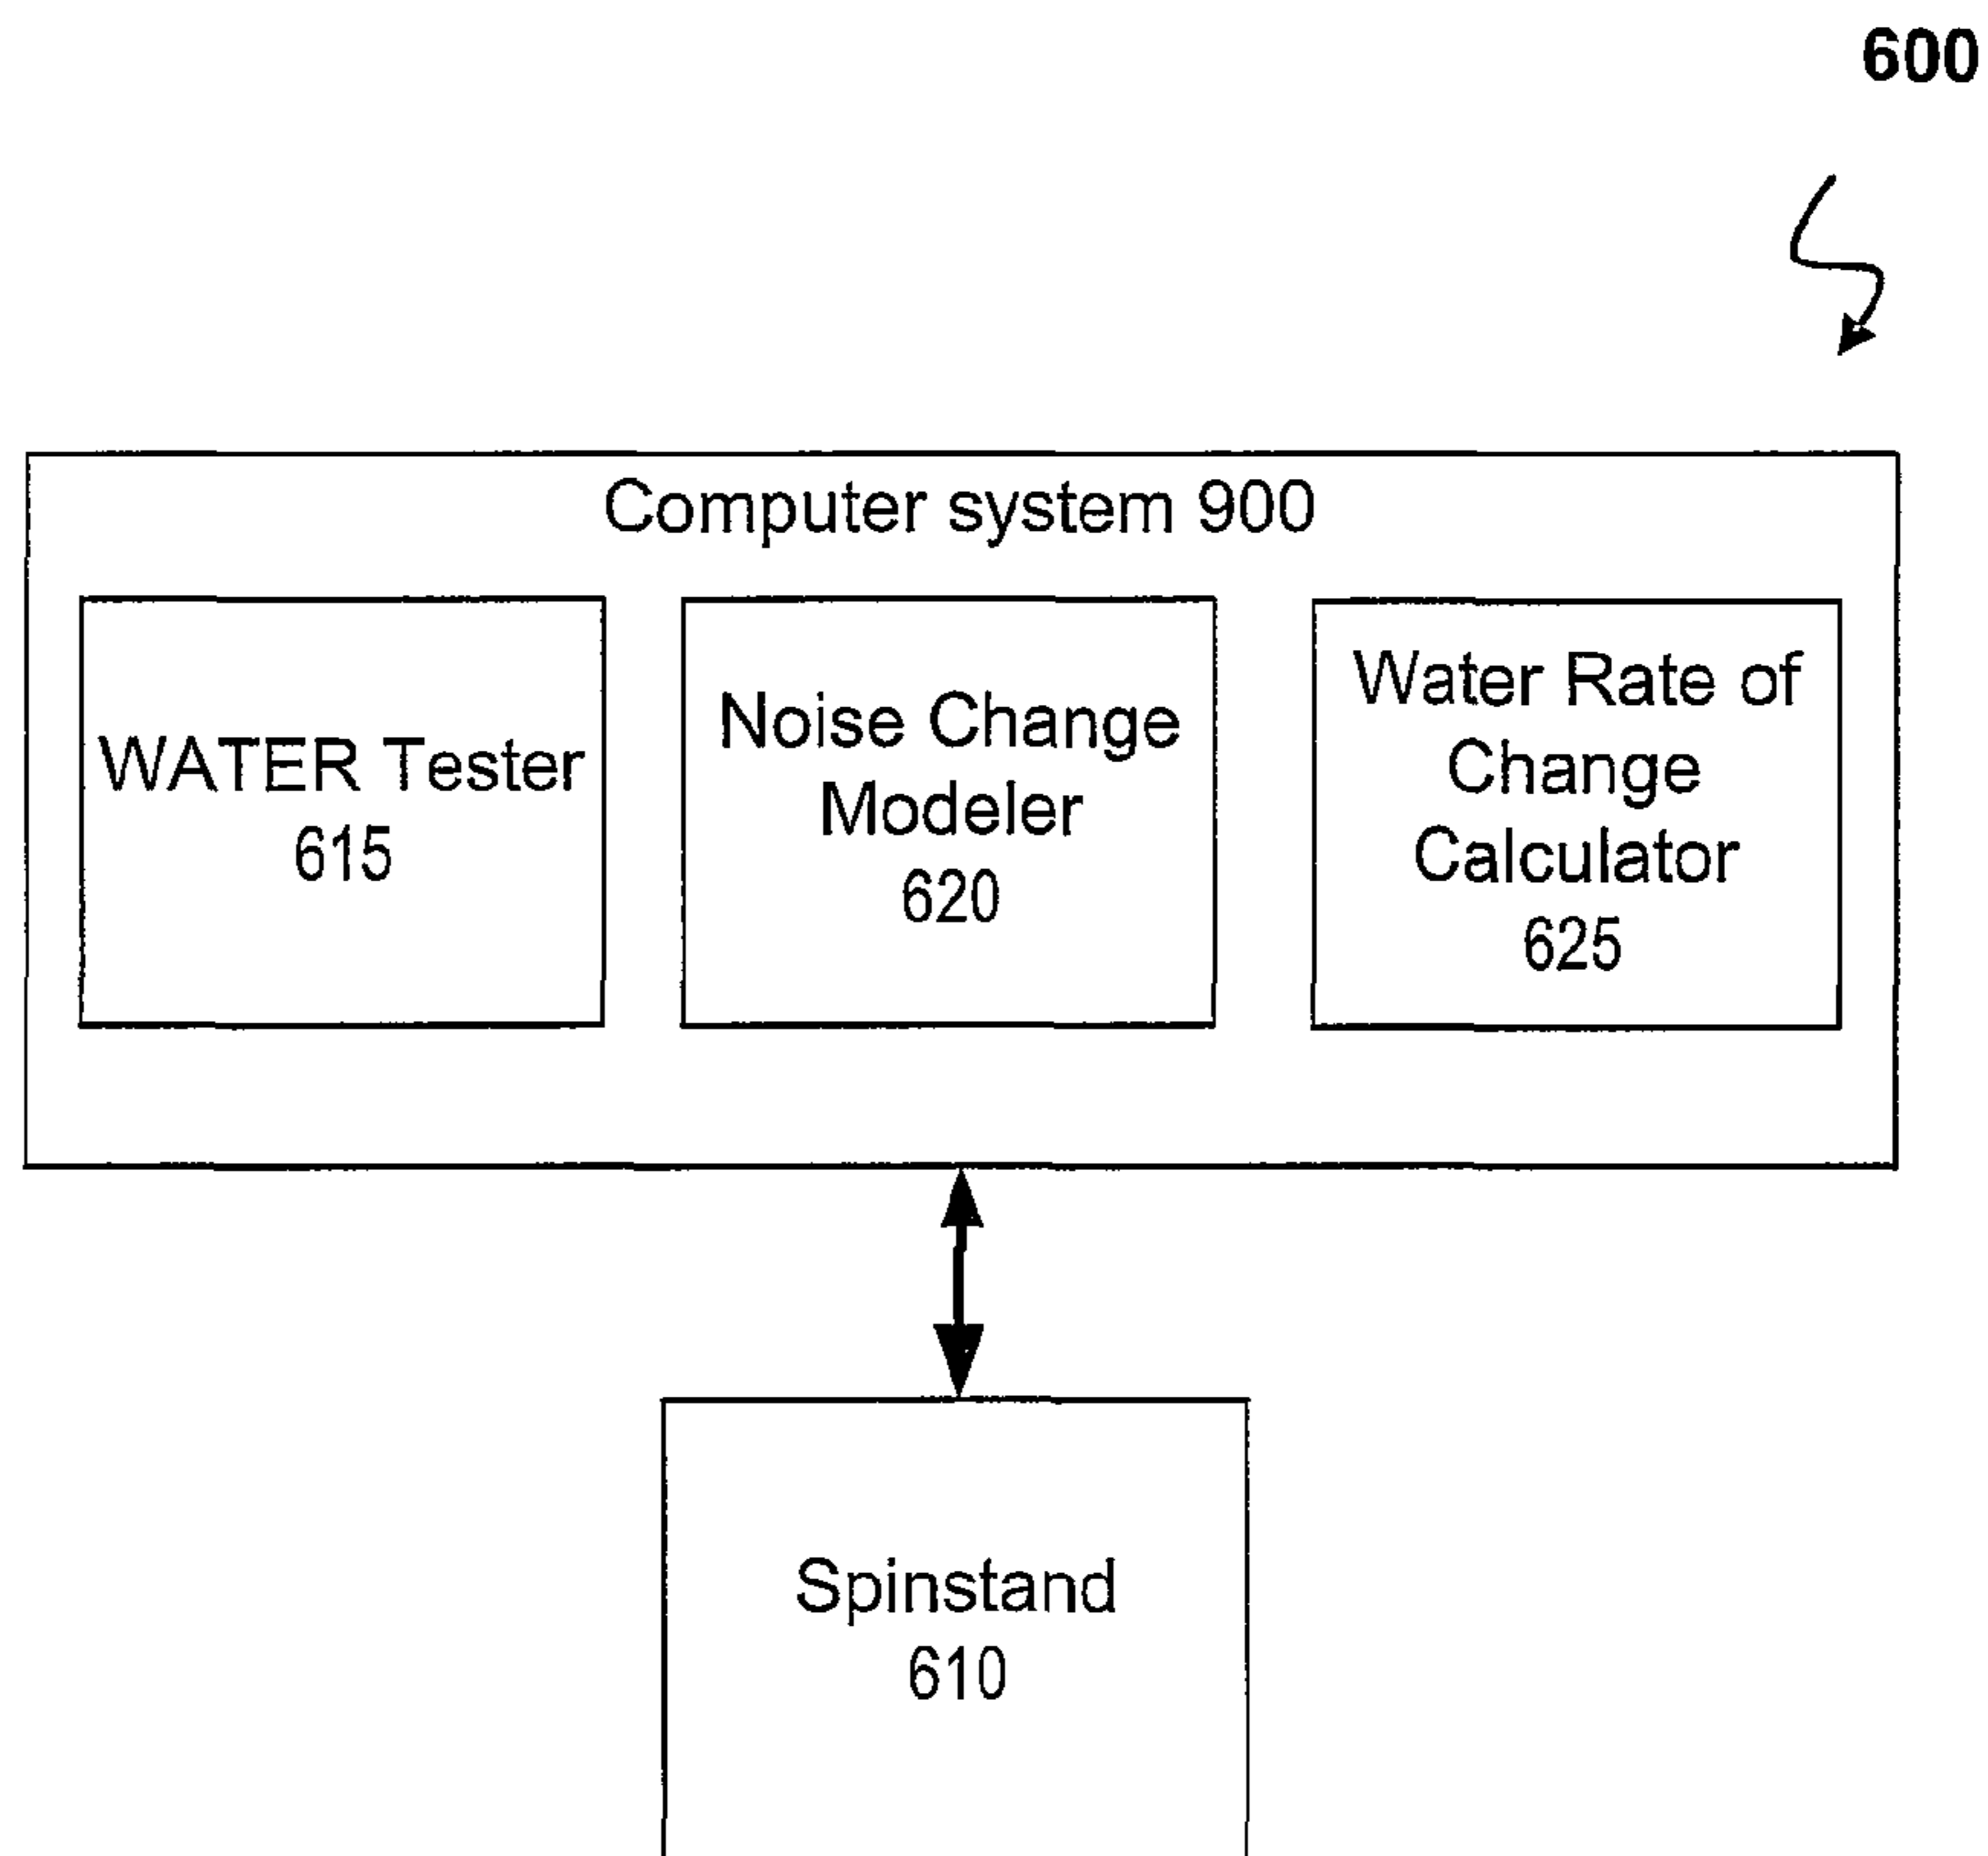 600
Computer system 900
WATER Tester
615
Noise Change
Modeler
620
Water Rate of
Change
Calculator
625
Spinstand
610